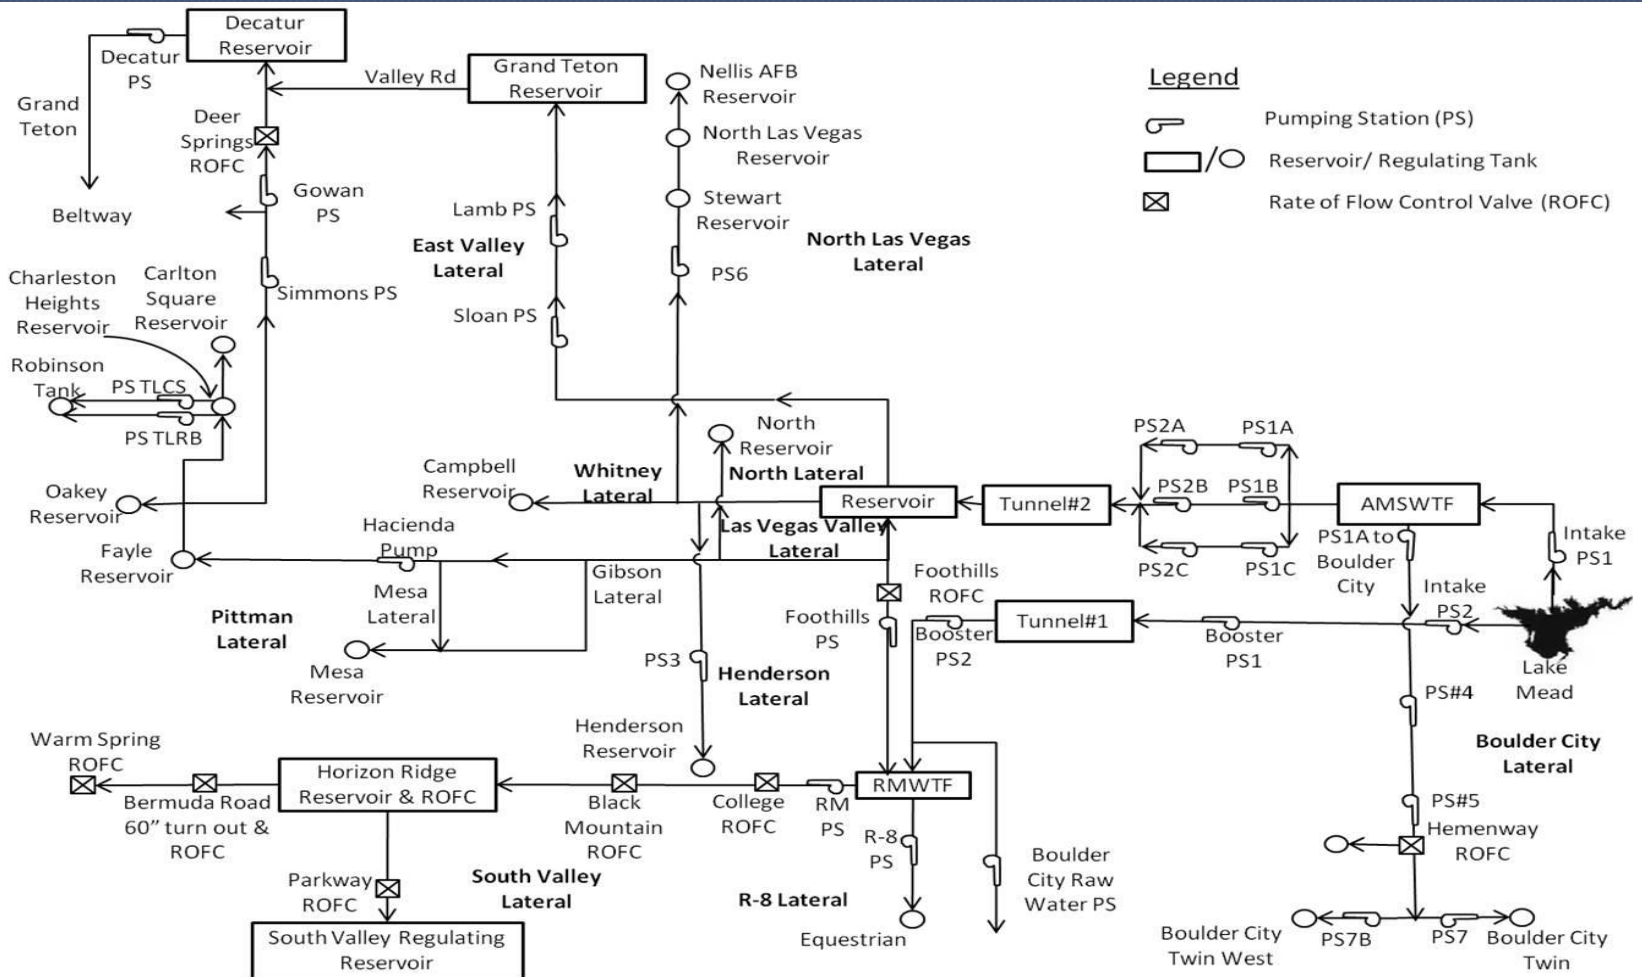 Decatur
Reservoir
Decatur
PS
Grand
Teton
Beltway
Valley Rd
Grand Teton
Reservoir
Deer
Springs
ROFC
Gowan
PS
Simmons PS
Nellis AFB
Reservoir
North Las Vegas
Reservoir
Stewart
Reservoir
PS6
North Las Vegas
Lateral
Lamb PS
East Valley
Lateral
Sloan PS
Legend
Pumping Station (PS)
/
Reservoir/ Regulating Tank
Rate of Flow Control Valve (ROFC)
Charleston
Heights
Reservoir
Carlton
Square
Reservoir
Robinson
Tank
PS TLCS
PS TLRB
Oakey
Reservoir
Fayle
Reservoir
Campbell
Reservoir
Whitney
Lateral
North
Reservoir
North Lateral
Reservoir
Las Vegas Valley
Lateral
Hacienda
Pump
Mesa
Lateral
Gibson
Lateral
Pittman
Lateral
Mesa
Reservoir
Tunnel#2
PS2A
PS1A
PS2B
PS1B
PS2C
PS1C
AMSWTF
PS1A to
Boulder
City
Intake
PS1
Intake
PS2
Lake
Mead
Foothills
ROFC
Foothills
PS
Booster
PS2
Tunnel#1
Booster
PS1
PS3
Henderson
Lateral
Henderson
Reservoir
PS#4
Boulder City
Lateral
PS#5
Hemenway
ROFC
Warm Spring
ROFC
Bermuda Road
60” turn out &
ROFC
Horizon Ridge
Reservoir & ROFC
Black
Mountain
ROFC
College
ROFC
RM
PS
RMWTF
R-8
PS
R-8 Lateral
Equestrian
Boulder
City Raw
Water PS
South Valley
Lateral
Parkway
ROFC
South Valley Regulating
Reservoir
Boulder City
Twin West
PS7B
PS7
Boulder City
Twin